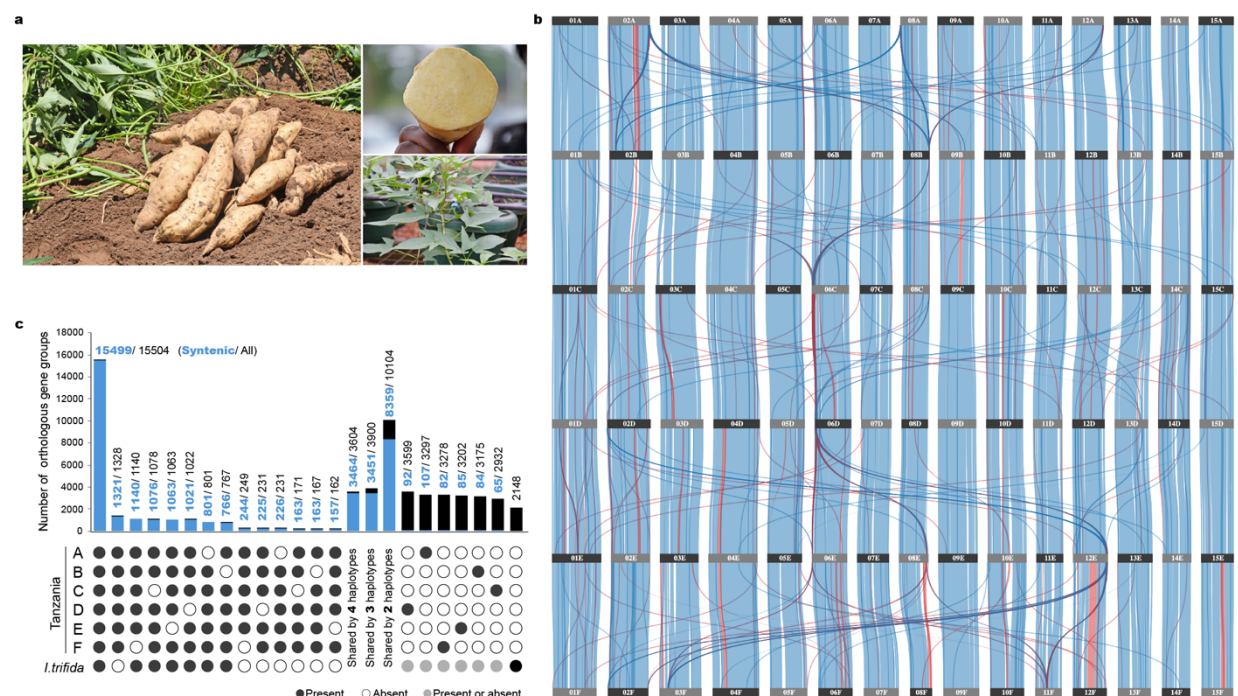 a
b
01A 02A 03A 04A 05A 06A 07A 08A 09A 10A 11A 12A 13A 14A 15A
01B 02B 03B 04B 05B 06B 07B 08B 09B 10B 11B 12B 13B 14B 15B
01C 02C 03C 04C 05C 06C 07C 08C 09C 10C 11C 12C 13C 14C 15C
01D 02D 03D 04D 05D 06D 07D 08D 09D 10D 11D 12D 13D 14D 15D
01E 02E 03E 04E 05E 06E 07E 08E 09E 10E 11E 12E 13E 14E 15E
01F 02F 03F 04F 05F 06F 07F 08F 09F 10F 11F 12F 13F 14F 15F
c
Number of orthologous gene groups
18000
16000
14000
12000
10000
8000
6000
4000
2000
0
15499/ 15504 (Syntenic/ All)
1321/ 1328
1140/ 1140
1076/ 1078
1063/ 1063
1021/ 1022
801/ 801
766/ 767
244/ 249
225/ 231
226/ 231
163/ 171
163/ 167
157/ 162
3464/ 3604
3451/ 3900
8359/ 10104
92/ 3599
107/ 3297
82/ 3278
85/ 3202
84/ 3175
65/ 2932
2148
Tanzania
A
B
C
D
E
F
I.trifida
Shared by 4 haplotypes
Shared by 3 haplotypes
Shared by 2 haplotypes
Present Absent Present or absent